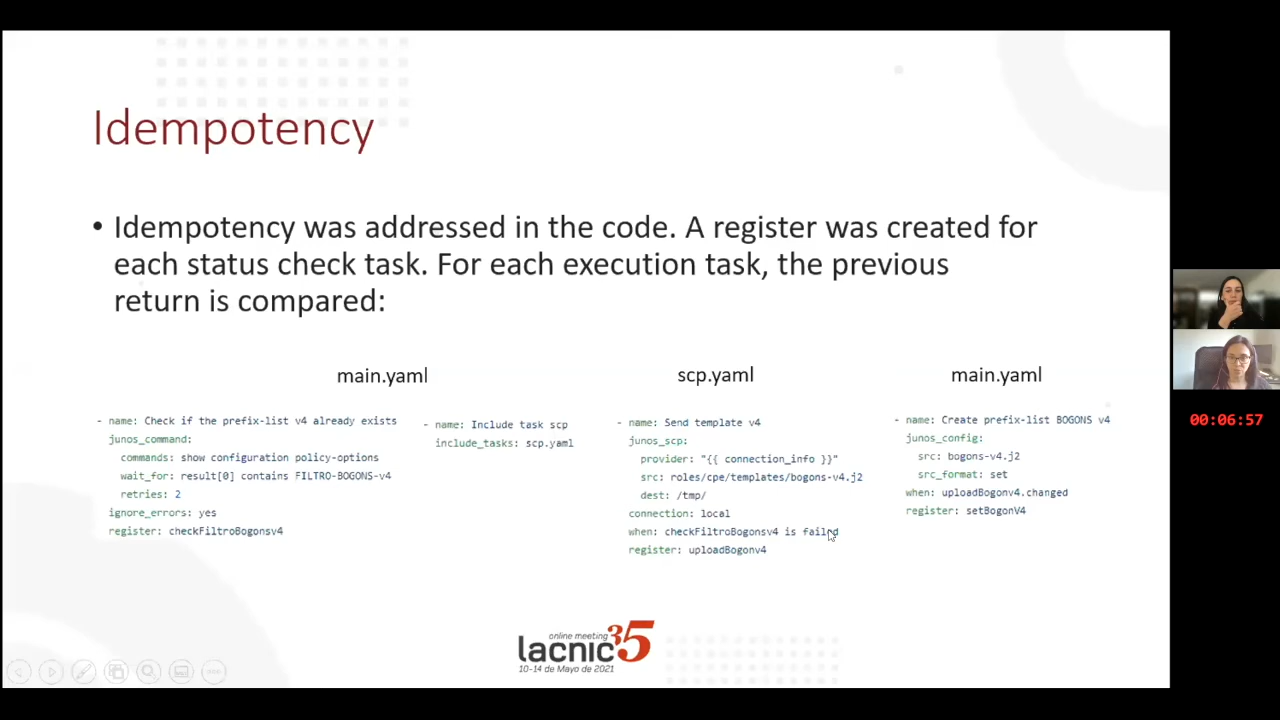 Idempotency
• Idempotency was addressed in the code. A register was created for
each status check task. For each execution task, the previous
return is compared:
main.yaml
- name: Check if the prefix-list v4 already exists
junos_command:
commands: show configuration policy-options
wait_for: result[0] contains FILTRO-BOGONS-v4
retries: 2
ignore_errors: yes
register: checkFiltroBogonsv4
- name: Include task scp
include_tasks: scp.yaml
scp.yaml
- name: Send template v4
junos_scp:
provider: "{{ connection_info }}"
src: roles/cpe/templates/bogons-v4.j2
dest: /tmp/
connection: local
when: checkFiltroBogonsv4 is failed
register: uploadBogonv4
main.yaml
- name: Create prefix-list BOGONS v4
junos_config:
src: bogons-v4.j2
src_format: set
when: uploadBogonv4.changed
register: setBogonV4
online meeting
lacnic35
10-14 de Mayo de 2021
00:06:57